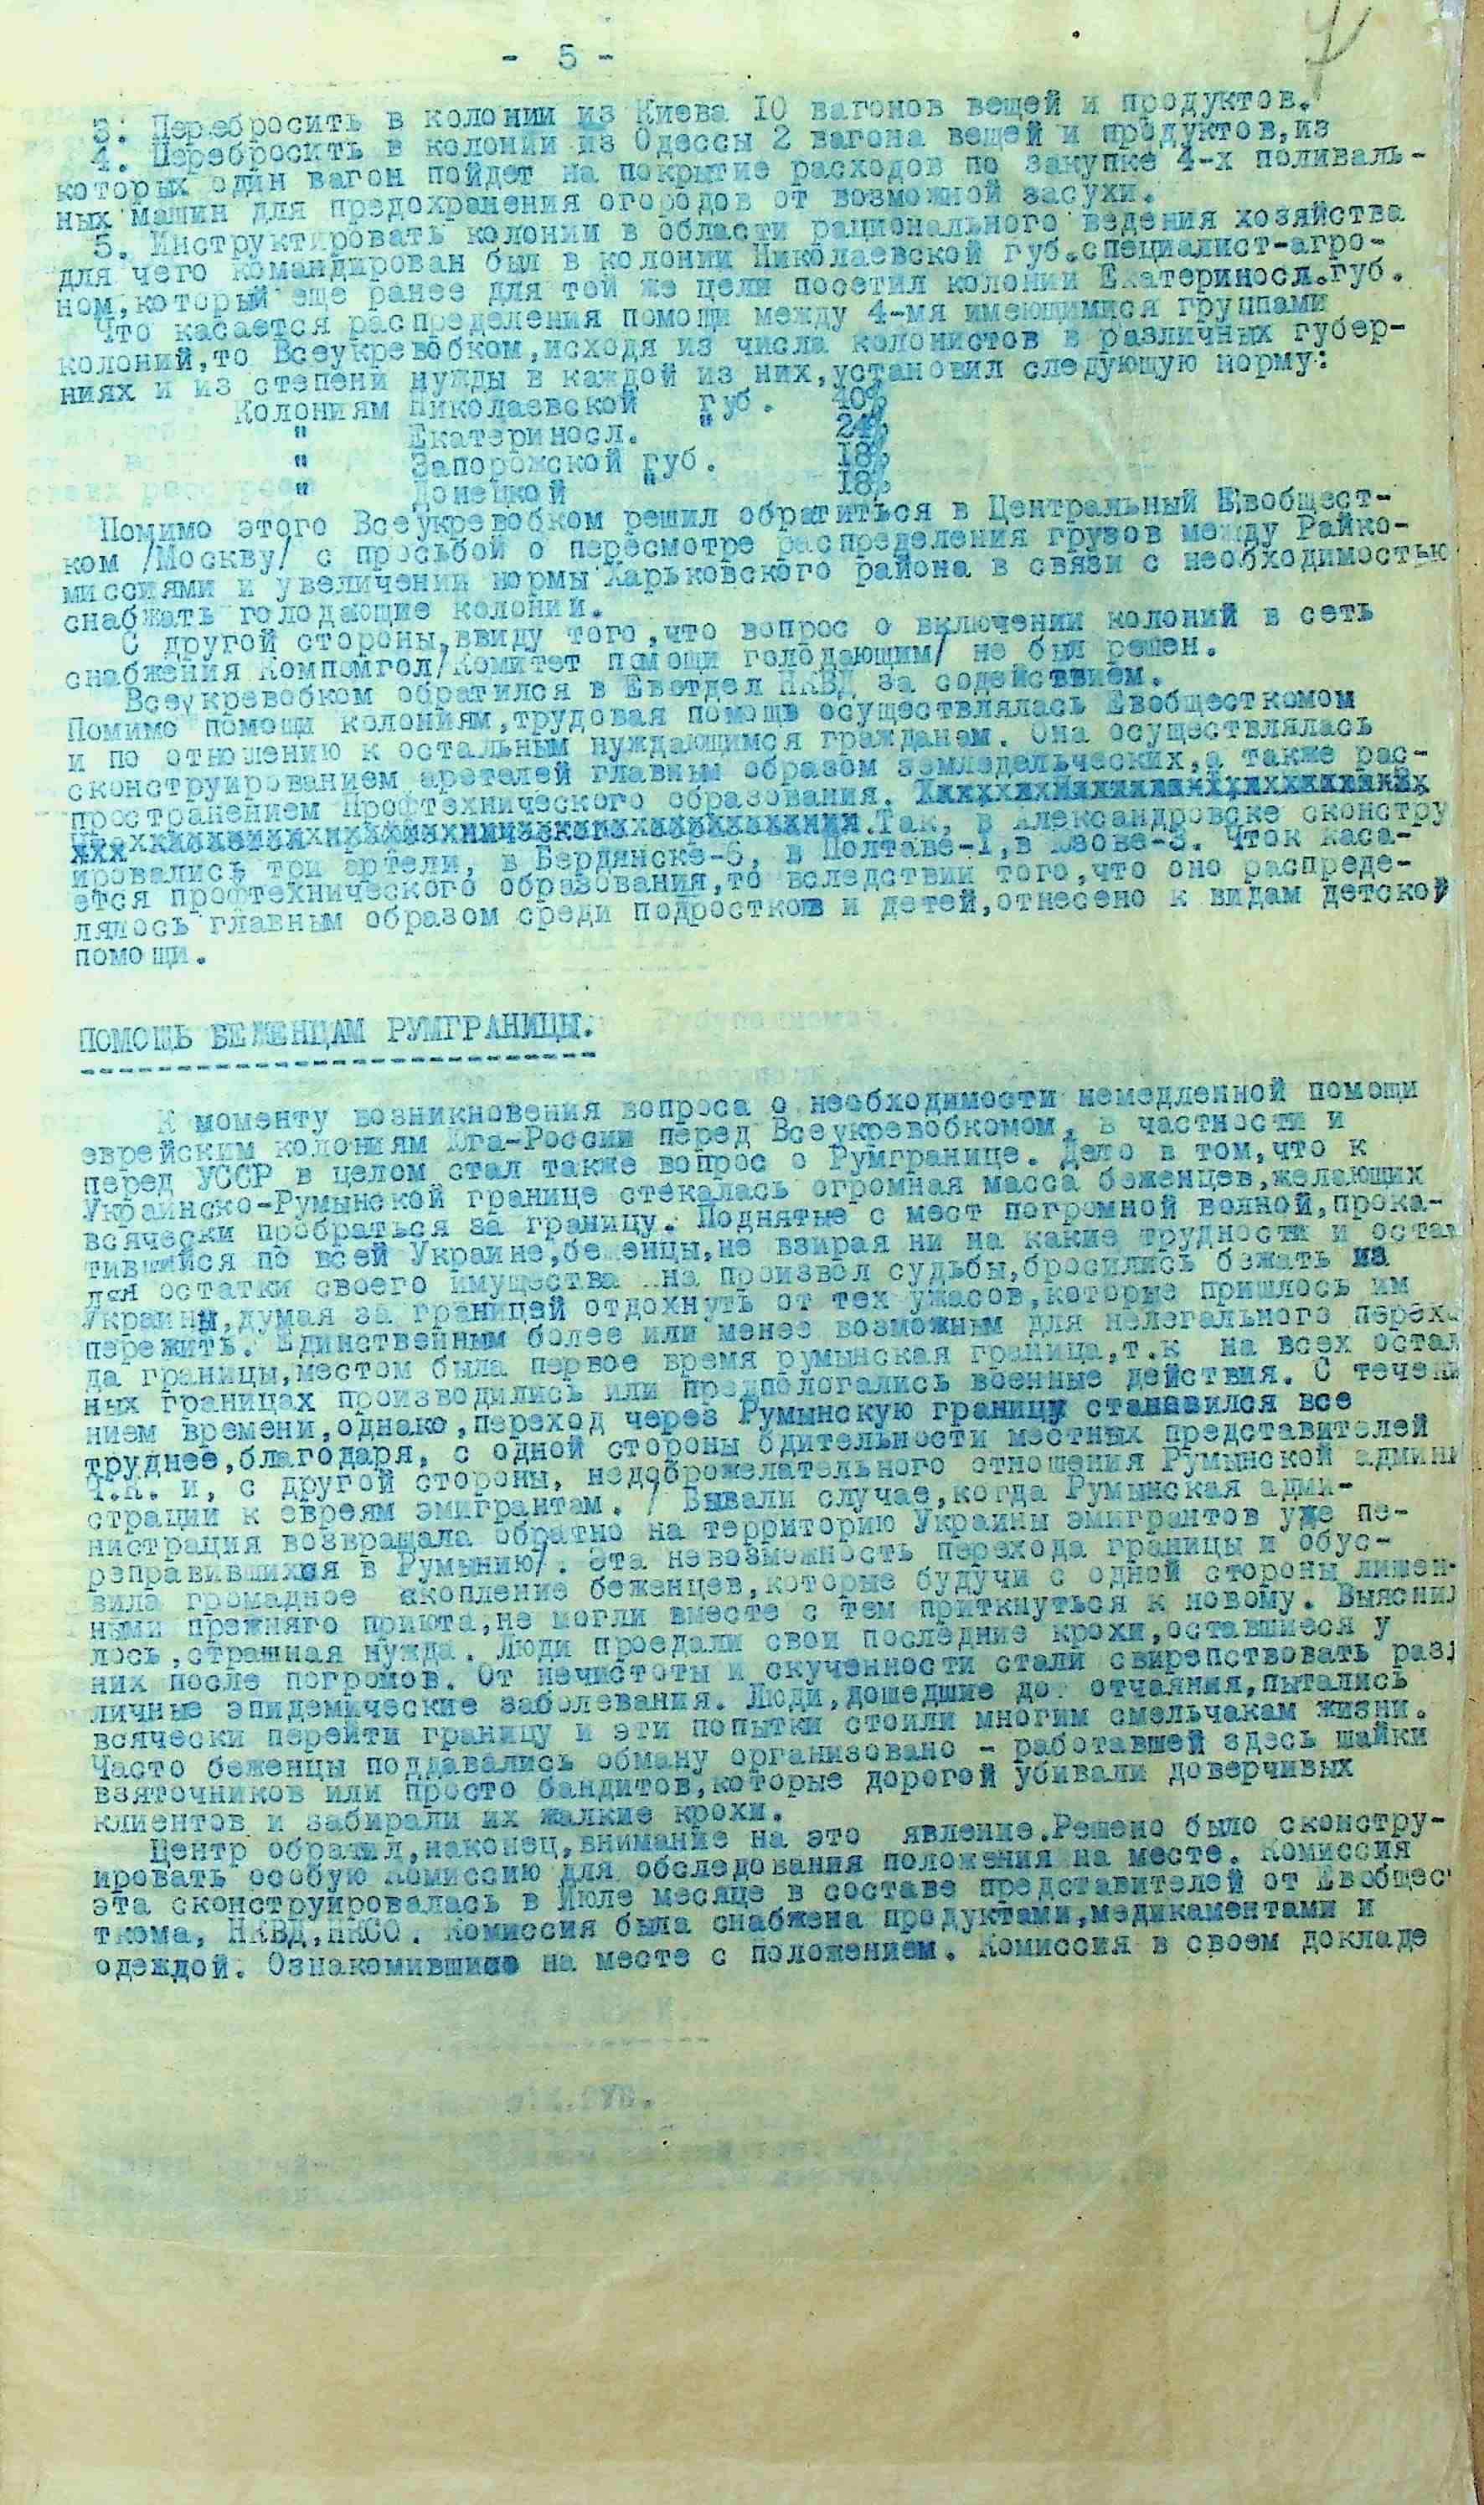 - 5 -
3. Перебросить в колонии из Киева 10 вагонов вещей и продуктов.
4. Перебросить в колонии из Одессы 2 вагона вещей и продуктов,из
которых один вагон пойдет на покрытие расходов по закупке 4-х поливаль-
ных машин для предохранения огородов от возможной засухи.
5. Инструктировать колонии в области рационального ведения хозяйства
для чего командирован был в колонии Николаевской губ.специалист-агро-
ном,который еще ранее для той же цели посетил колонии Екатериносл.губ.
Что касается распределения помощи между 4-мя имеющимися группами
колоний,то Всеукревобком,исходя из числа колонистов в различных губер-
ниях и из степени нужды в каждой из них,установил следующую норму:
Колониям Николаевской губ. 40%
" Екатериносл. " 24%
" Запорожской губ. 18%
" Донецкой " 18%
Помимо этого Всеукревобком решил обратиться в Центральный Евобщест-
ком /Москву/ с просьбой о пересмотре распределения грузов между Райко-
миссиями и увеличении нормы Харьковского района в связи с необходимостью
снабжать голодающие колонии.
С другой стороны,ввиду того,что вопрос о включении колоний в сеть
снабжения Компомгол/Комитет помощи голодающим/ не был решен.
Всеукревобком обратился в Евотдел НКВД за содействием.
Помимо помощи колониям,трудовая помощь осуществлялась Евобщесткомом
и по отношению к остальным нуждающимся гражданам. Она осуществлялась
сконструированием аретелей главным образом земледельческих,а также рас-
пространением Профтехнического образования.
Так, в Александровске сконстру
ировались три артели, в Бердянске-6, в Полтаве-1,в Юзове-3. Чток каса-
ется профтехнического образования,то вследствии того,что оно распреде-
лялось главным образом среди подростков и детей,отнесено к видам детской
помощи.
ПОМОЩЬ БЕЖЕНЦАМ РУМГРАНИЦЫ.
К моменту возникновения вопроса о необходимости немедленной помощи
еврейским колониям Юга-России перед Всеукревобкомом, в частности и
перед УССР в целом стал также вопрос о Румгранице. Дело в том,что к
Украинско-Румынской границе стекалась огромная масса беженцев,желающих
всячески пробраться за границу. Поднятые с мест погромной волной,прока-
тившийся по всей Украине,бе енцы,не взирая ни на какие трудности и остав
ляя остатки своего имущества на произвол судьбы,бросились бежать из
Украины,думая за границей отдохнуть от тех ужасов,которые пришлось им
пережить. Единственным более или менее возможным для нелегального перехо
да границы,местом была первое время румынская граница,т.к на всех осталь
ных границах производились или предпологались военные действия. С течени
нием времени,однако,переход через Румынскую границу становился все
труднее,благодаря, с одной стороны бдительности местных представителей
Ч.К. и, с другой стороны, недоброжелательного отношения Румынской админи
страции к евреям эмигрантам. / Бывали случае,когда Румынская адми-
нистрация возвращала обратно на территорию Украины эмигрантов уже пе-
реправившихся в Румынию/. Эта невозможность перехода границы и обус-
вила громадное скопление беженцев,которые будучи с одной стороны лишен-
ными прежняго приюта,не могли вместе с тем приткнуться к новому. Выясни
лось,страшная нужда. Люди проедали свои последние крохи,оставшиеся у
них после погромов. От нечистоты и скученности стали свирепствовать раз
личные эпидемические заболевания. Люди,дошедшие до отчаяния,пытались
всячески перейти границу и эти попытки стоили многим смельчакам жизни.
Часто беженцы поддавались обману организовано - работавшей здесь шайки
взяточников или просто бандитов,которые дорогой убивали доверчивых
клиентов и забирали их жалкие крохи.
Центр обратил,наконец,внимание на это явление.Решено было сконстру-
ировать особую Комиссию для обследования положения на месте. Комиссия
эта сконструировалась в Июле месяце в составе представителей от Евобщес
ткома, НКВД,НКСО. Комиссия была снабжена продуктами,медикаментами и
одеждой. Ознакомившись на месте с положением. Комиссия в своем докладе